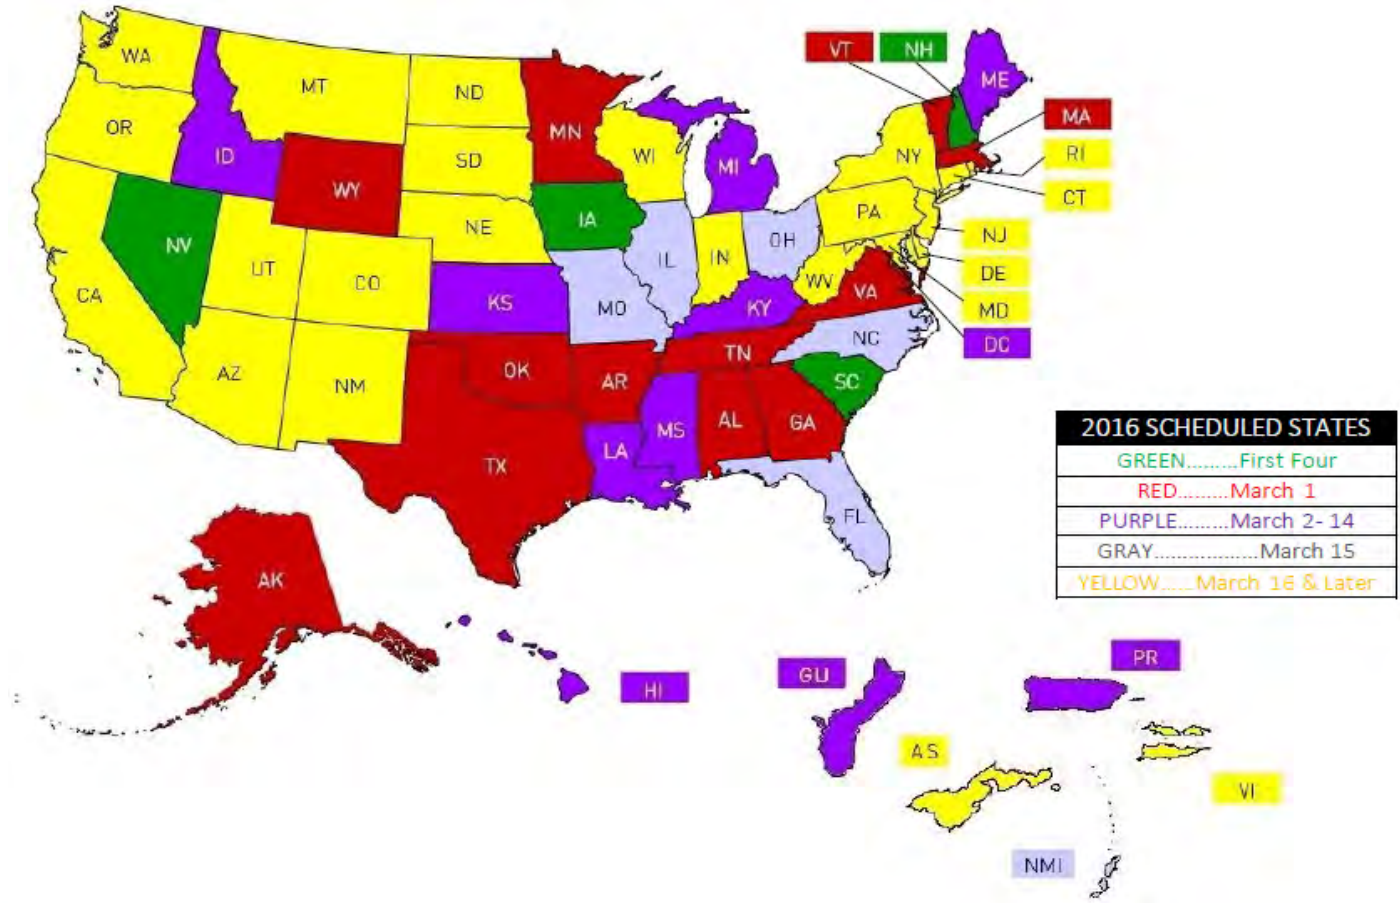 WA
MT
ND
MN
VT
NH
ME
OR
ID
SD
WI
MI
NY
MA
RI
CT
WY
NE
IA
PA
NJ
NV
UT
CO
IL
IN
OH
WV
VA
DE
MD
DC
CA
KS
MO
KY
NC
AZ
NM
OK
AR
TN
SC
TX
LA
MS
AL
GA
FL
2016 SCHEDULED STATES
GREEN.........First Four
RED.........March 1
PURPLE........March 2- 14
GRAY..................March 15
YELLOW......March 16 & Later
AK
HI
GU
PR
AS
VI
NMI